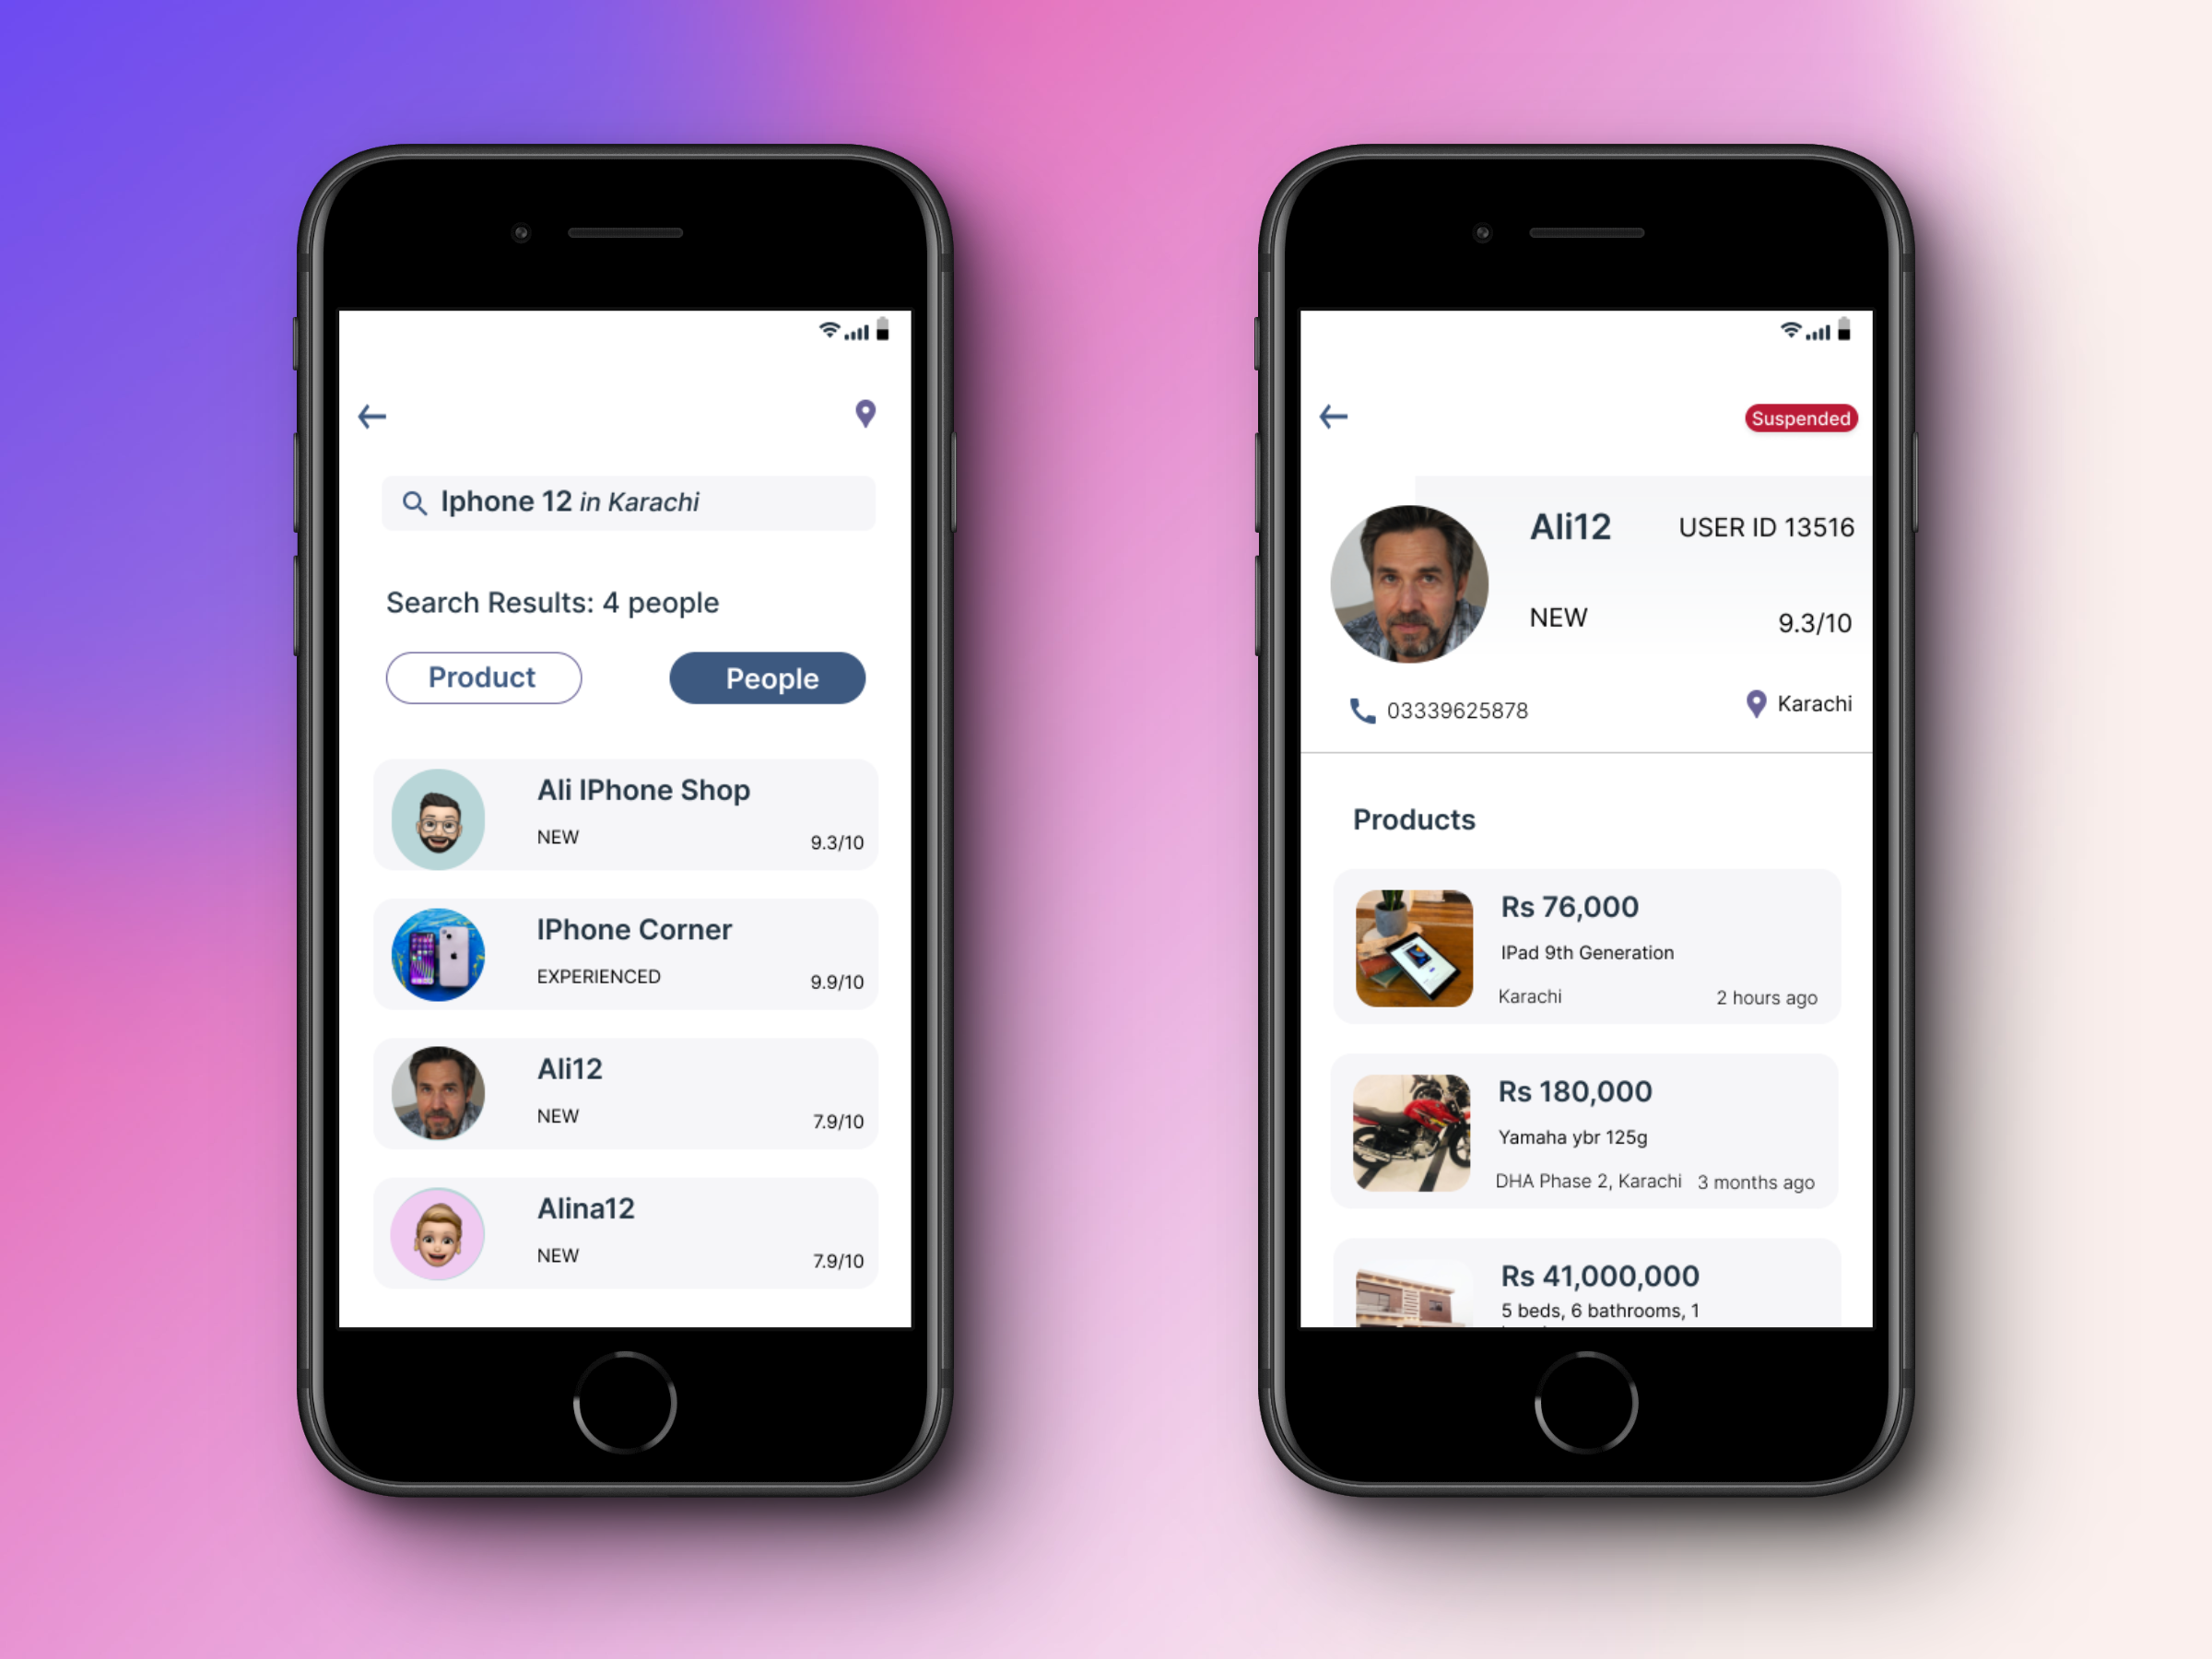 Iphone 12 in Karachi
Search Results: 4 people
Product People
Ali IPhone Shop
NEW
9.3/10
IPhone Corner
EXPERIENCED
9.9/10
Ali12
NEW
7.9/10
Alina12
NEW
7.9/10
Suspended
Ali12 USER ID 13516
NEW 9.3/10
03339625878 Karachi
Products
Rs 76,000
IPad 9th Generation
Karachi 2 hours ago
Rs 180,000
Yamaha ybr 125g
DHA Phase 2, Karachi 3 months ago
Rs 41,000,000
5 beds, 6 bathrooms, 1